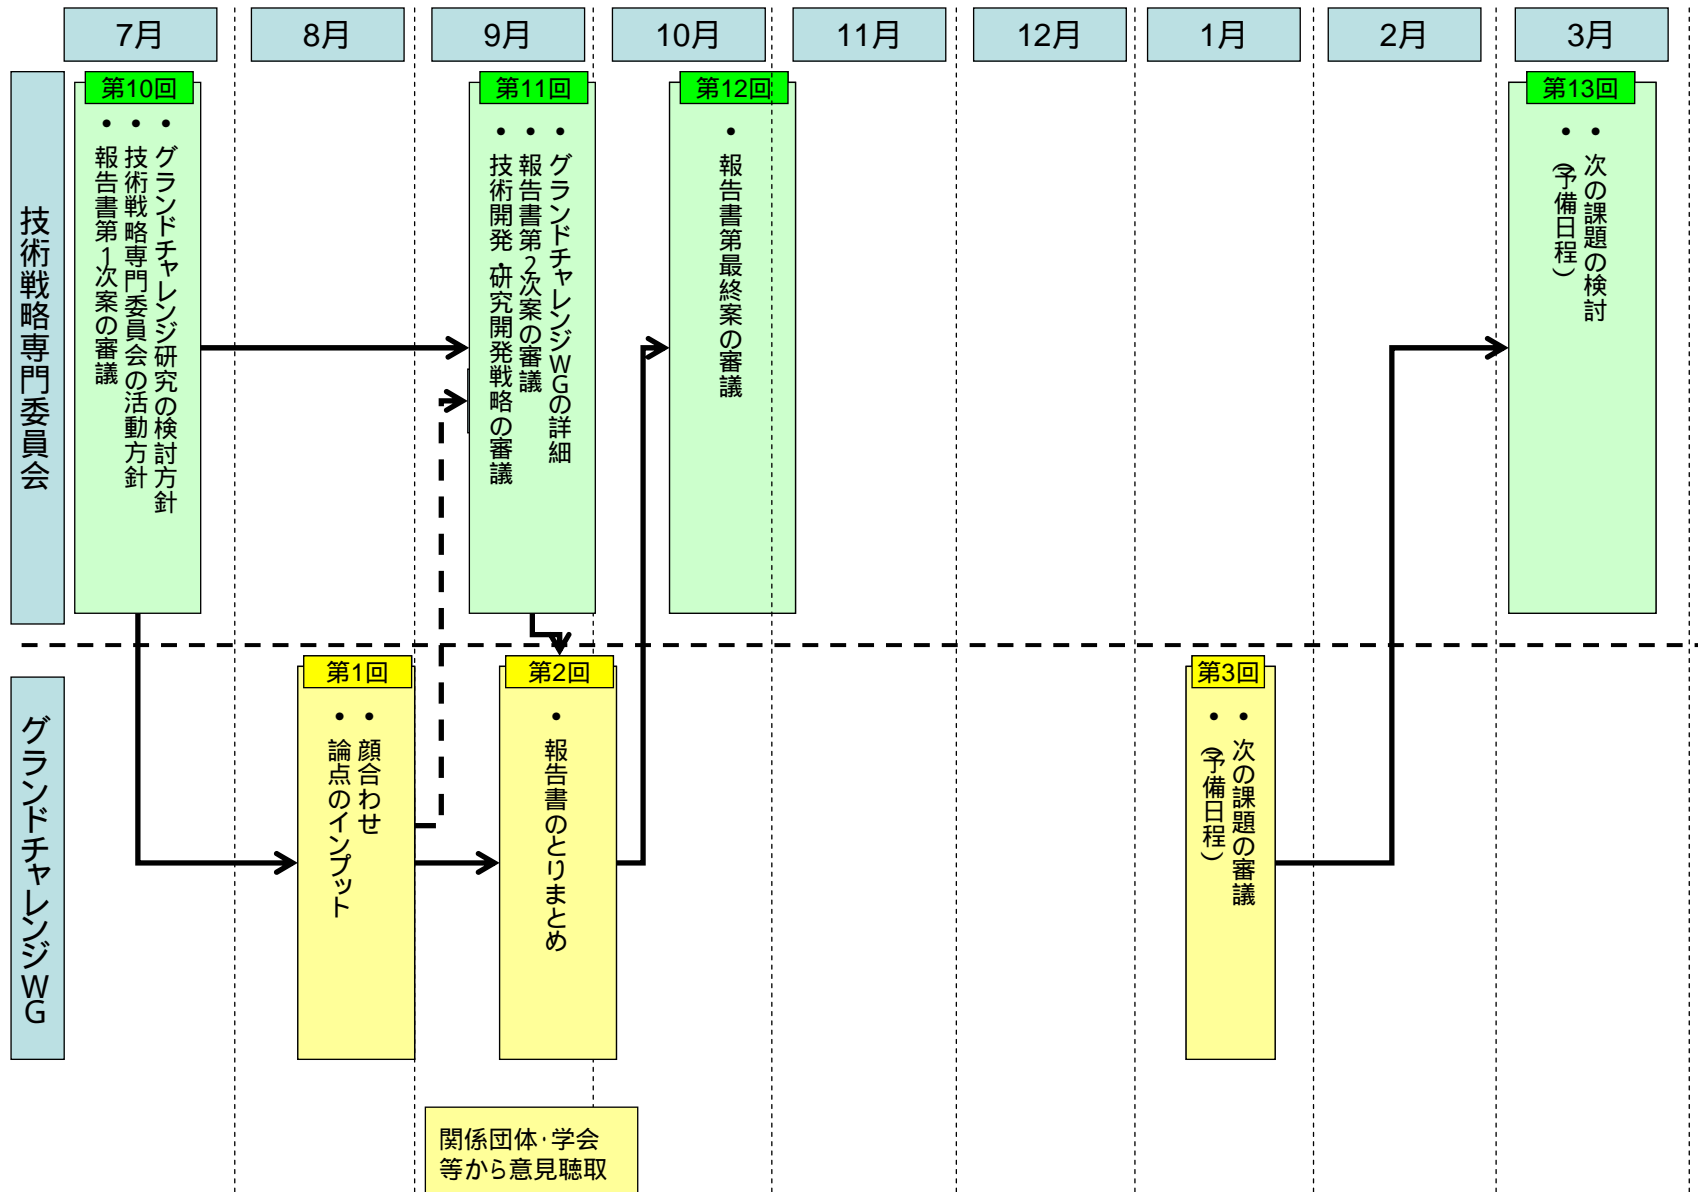 7月
8月
9月
10月
11月
12月
1月
2月
3月
技術戦略専門委員会
第10回
・グランドチャレンジ研究の検討方針
・技術戦略専門委員会の活動方針
・報告書第1次案の審議
第11回
・グランドチャレンジWGの詳細
・報告書第2次案の審議
・技術開発・研究開発戦略の審議
第12回
・報告書第最終案の審議
第13回
・次の課題の検討
・(予備日程)
グランドチャレンジWG
第1回
・顔合わせ
・論点のインプット
第2回
・報告書のとりまとめ
第3回
・次の課題の審議
・(予備日程)
関係団体・学会
等から意見聴取